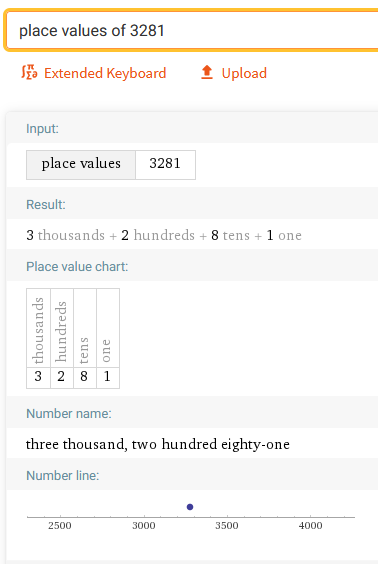 place values of 3281
∫π Σ∂ Extended Keyboard Upload
Input:
place values 3281
Result:
3 thousands + 2 hundreds + 8 tens + 1 one
Place value chart:
thousands hundreds tens one
3 2 8 1
Number name:
three thousand, two hundred eighty-one
Number line:
2500 3000 3500 4000